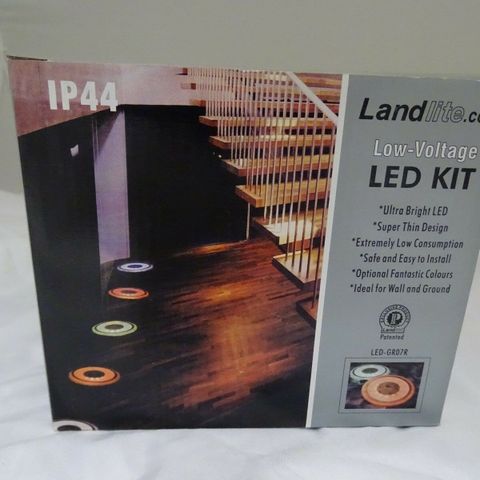 IP44
Landlite.co
Low-Voltage
LED KIT
*Ultra Bright LED
*Super Thin Design
*Extremely Low Consumption
*Safe and Easy to Install
*Optional Fantastic Colours
*Ideal for Wall and Ground
Land
Patented
LED-GR07R